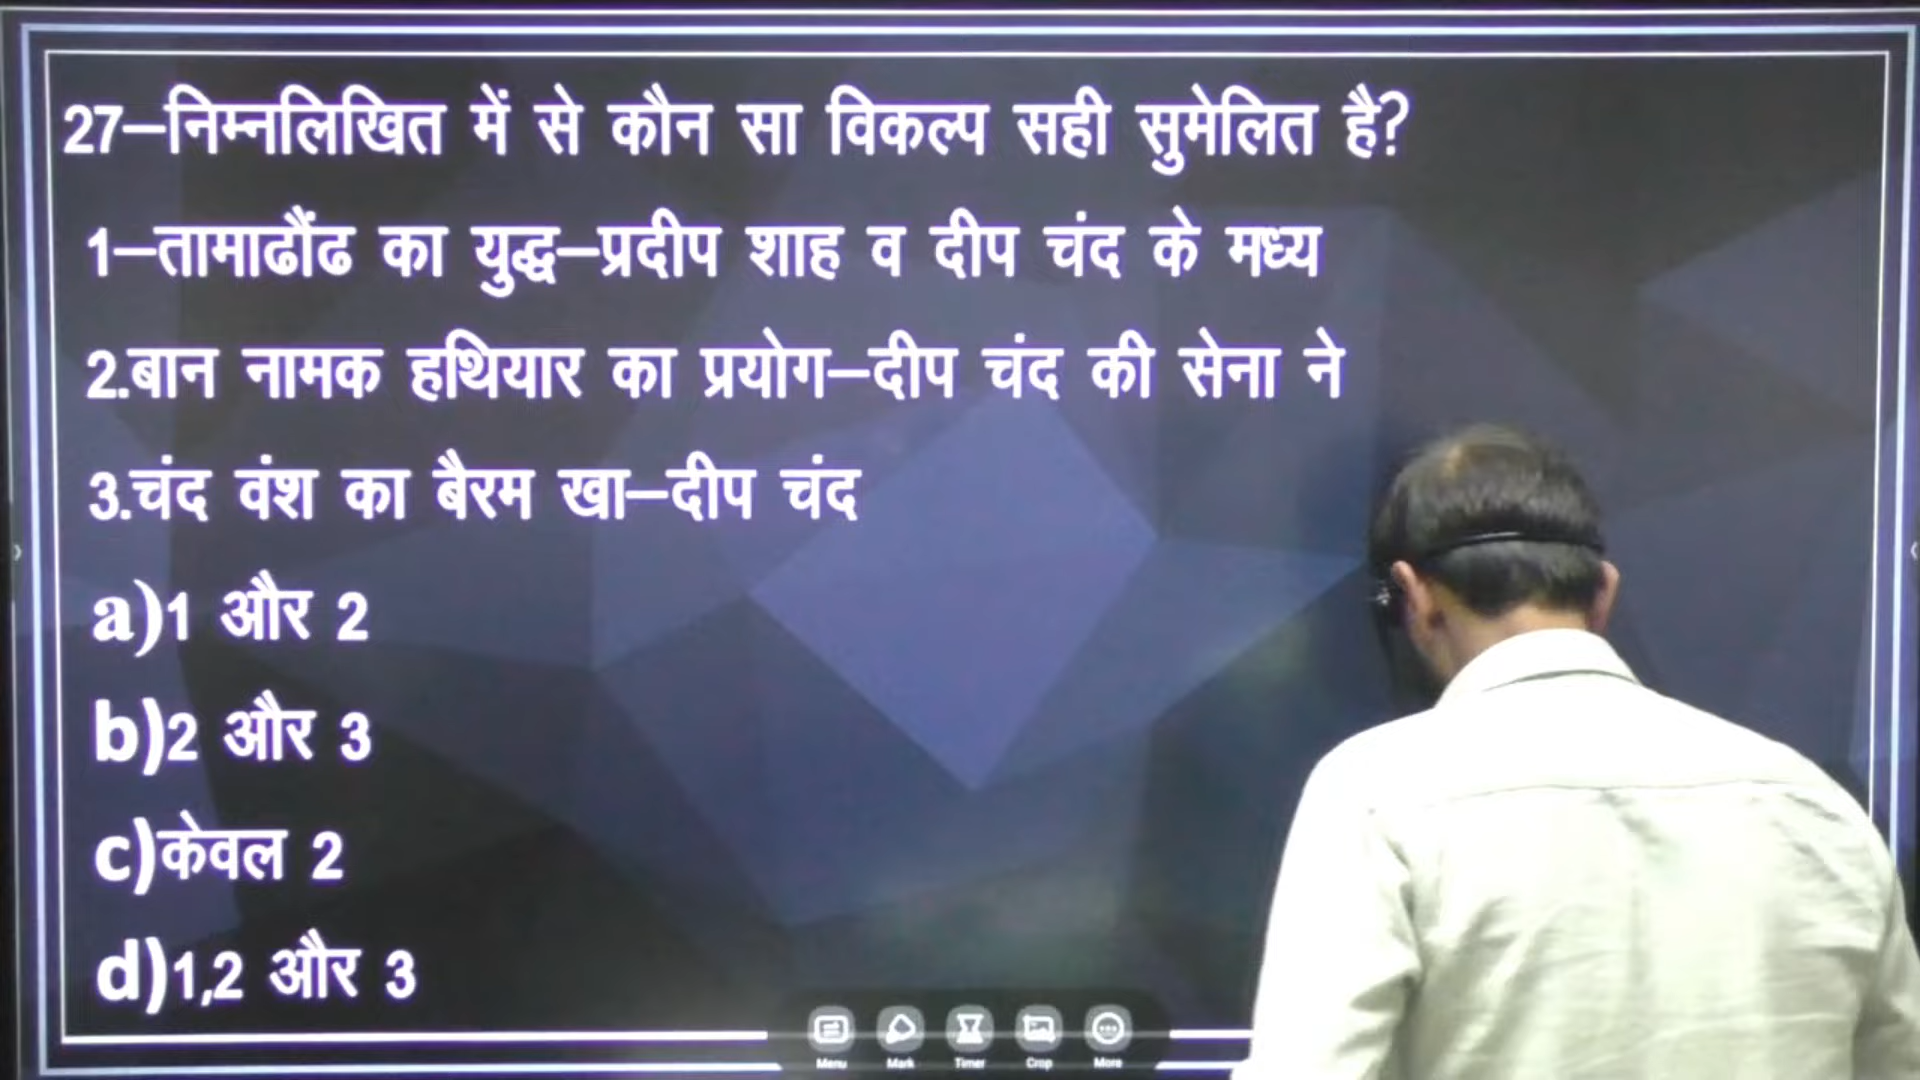 27–निम्नलिखित में से कौन सा विकल्प सही सुमेलित है?
1–तामाढौंढ का युद्ध–प्रदीप शाह व दीप चंद के मध्य
2.बान नामक हथियार का प्रयोग–दीप चंद की सेना ने
3.चंद वंश का बैरम खा–दीप चंद
a)1 और 2
b)2 और 3
c)केवल 2
d)1,2 और 3
Menu Mark Timer Crop More